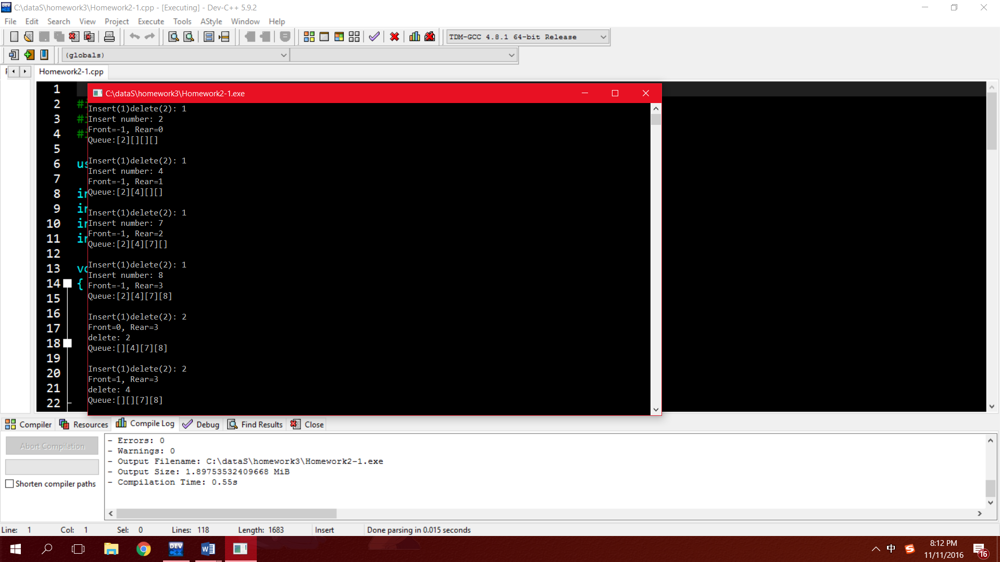 C:\dataS\homework3\Homework2-1.cpp - [Executing] - Dev-C++ 5.9.2
File Edit Search View Project Execute Tools AStyle Window Help
TDM-GCC 4.8.1 64-bit Release
(globals)
Homework2-1.cpp
C:\dataS\homework3\Homework2-1.exe
1
2 #i
3 #i
4 #i
5
6 us
7
8 in
9 in
10 in
11 in
12
13 vo
14 {
15
16
17
18
19
20
21
22
Insert(1)delete(2): 1
Insert number: 2
Front=-1, Rear=0
Queue:[2][][][]
Insert(1)delete(2): 1
Insert number: 4
Front=-1, Rear=1
Queue:[2][4][][]
Insert(1)delete(2): 1
Insert number: 7
Front=-1, Rear=2
Queue:[2][4][7][]
Insert(1)delete(2): 1
Insert number: 8
Front=-1, Rear=3
Queue:[2][4][7][8]
Insert(1)delete(2): 2
Front=0, Rear=3
delete: 2
Queue:[][4][7][8]
Insert(1)delete(2): 2
Front=1, Rear=3
delete: 4
Queue:[][][7][8]
Compiler Resources Compile Log Debug Find Results Close
Abort Compilation
Shorten compiler paths
- Errors: 0
- Warnings: 0
- Output Filename: C:\dataS\homework3\Homework2-1.exe
- Output Size: 1.89753532409668 MiB
- Compilation Time: 0.55s
Line: 1 Col: 1 Sel: 0 Lines: 118 Length: 1683 Insert Done parsing in 0.015 seconds
DEV C++
中
8:12 PM
11/11/2016
16